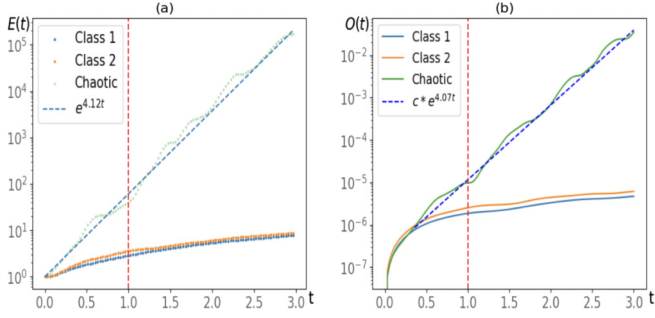 (a)
E(t)
Class 1
Class 2
Chaotic
e^4.12t
10^5
10^4
10^3
10^2
10^1
10^0
0.0 0.5 1.0 1.5 2.0 2.5 3.0 t
(b)
O(t)
Class 1
Class 2
Chaotic
c * e^4.07t
10^-2
10^-3
10^-4
10^-5
10^-6
10^-7
0.0 0.5 1.0 1.5 2.0 2.5 3.0 t